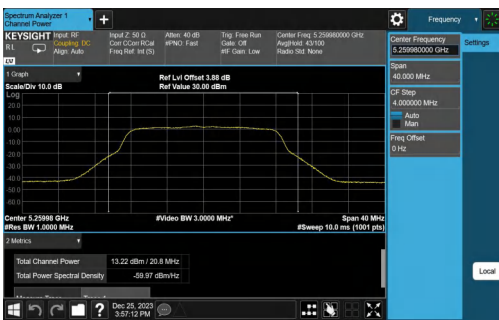 Spectrum Analyzer 1
Channel Power
Frequency
KEYSIGHT
RL
Input: RF
Coupling: DC
Align: Auto
Input Z: 50 Ω
Corr CCorr RCal
Freq Ref: Int (S)
Atten: 40 dB
#PNO: Fast
Trig: Free Run
Gate: Off
#IF Gain: Low
Center Freq: 5.259980000 GHz
Avg|Hold: 43/100
Radio Std: None
Center Frequency
5.259980000 GHz
Settings
Span
40.000 MHz
CF Step
4.000000 MHz
Auto
Man
Freq Offset
0 Hz
1 Graph
Scale/Div 10.0 dB
Ref Lvl Offset 3.88 dB
Ref Value 30.00 dBm
Log
20.0
10.0
0.00
-10.0
-20.0
-30.0
-40.0
-50.0
-60.0
Center 5.25998 GHz
#Res BW 1.0000 MHz
#Video BW 3.0000 MHz*
Span 40 MHz
#Sweep 10.0 ms (1001 pts)
2 Metrics
Total Channel Power 13.22 dBm / 20.8 MHz
Total Power Spectral Density -59.97 dBm/Hz
Local
?
Dec 25, 2023
3:57:12 PM